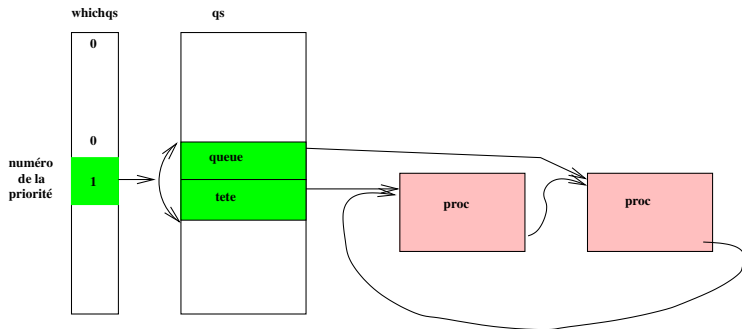 whichqs
qs
0
0
numéro
de la
priorité
1
queue
tete
proc
proc